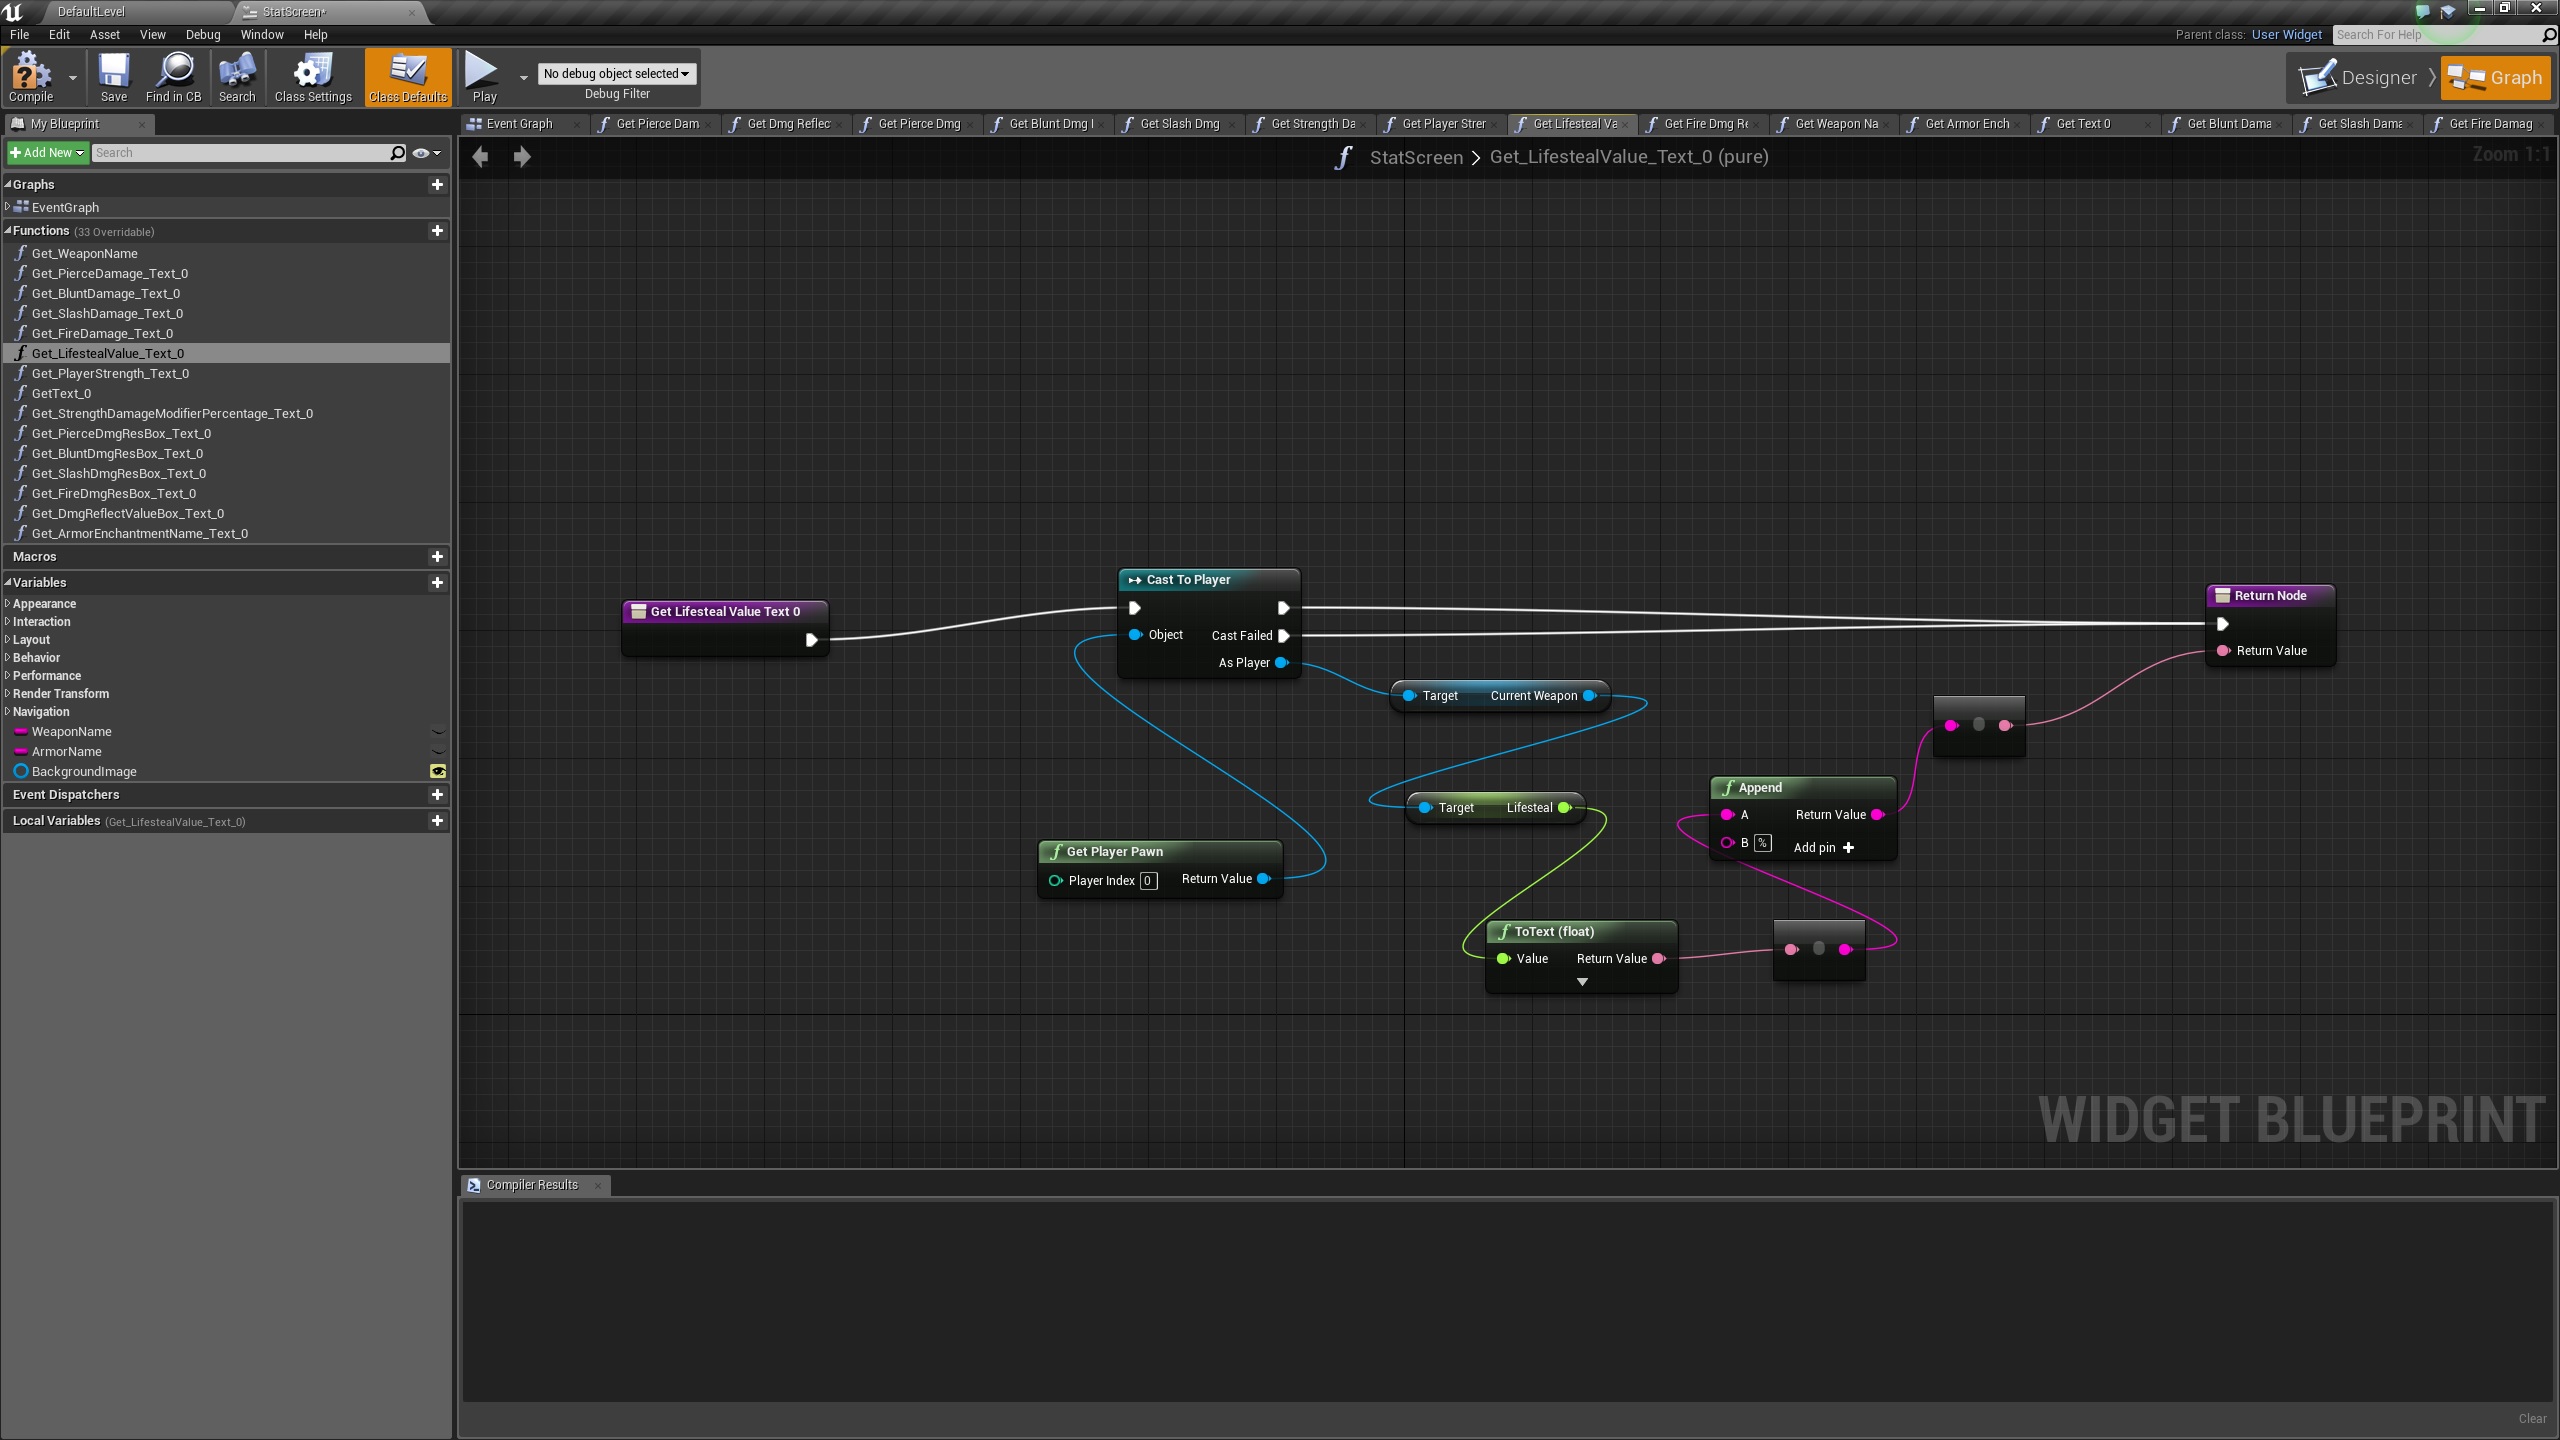 DefaultLevel
StatScreen*
File Edit Asset View Debug Window Help
Parent class: User Widget
Search For Help
Compile
Save
Find in CB
Search
Class Settings
Class Defaults
Play
No debug object selected
Debug Filter
Designer
Graph
My Blueprint
Event Graph
Get Pierce Dam
Get Dmg Reflec
Get Pierce Dmg
Get Blunt Dmg I
Get Slash Dmg
Get Strength Da
Get Player Strer
Get Lifesteal Va
Get Fire Dmg Re
Get Weapon Na
Get Armor Ench
Get Text 0
Get Blunt Dama
Get Slash Dama
Get Fire Damag
Add New
Search
StatScreen > Get_LifestealValue_Text_0 (pure)
Zoom 1:1
Graphs
EventGraph
Functions (33 Overridable)
Get_WeaponName
Get_PierceDamage_Text_0
Get_BluntDamage_Text_0
Get_SlashDamage_Text_0
Get_FireDamage_Text_0
Get_LifestealValue_Text_0
Get_PlayerStrength_Text_0
GetText_0
Get_StrengthDamageModifierPercentage_Text_0
Get_PierceDmgResBox_Text_0
Get_BluntDmgResBox_Text_0
Get_SlashDmgResBox_Text_0
Get_FireDmgResBox_Text_0
Get_DmgReflectValueBox_Text_0
Get_ArmorEnchantmentName_Text_0
Macros
Variables
Appearance
Interaction
Layout
Behavior
Performance
Render Transform
Navigation
WeaponName
ArmorName
BackgroundImage
Event Dispatchers
Local Variables (Get_LifestealValue_Text_0)
Get Lifesteal Value Text 0
Cast To Player
Object
Cast Failed
As Player
Target Current Weapon
Target Lifesteal
Get Player Pawn
Player Index 0 Return Value
ToText (float)
Value Return Value
Append
A Return Value
B % Add pin +
Return Node
Return Value
WIDGET BLUEPRINT
Compiler Results
Clear